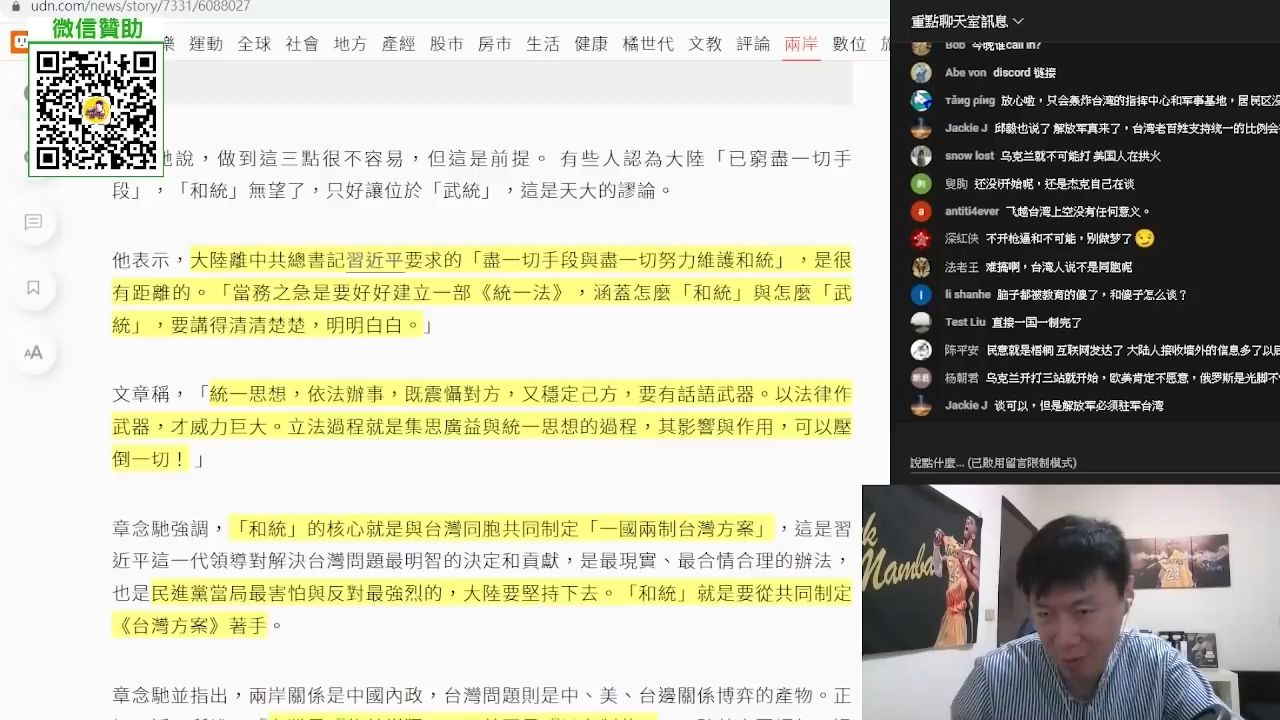 udn.com/news/story/7331/6088027
微信贊助
樂 運動 全球 社會 地方 產經 股市 房市 生活 健康 橘世代 文教 評論 兩岸 數位
他說，做到這三點很不容易，但這是前提。 有些人認為大陸「已窮盡一切手
段」，「和統」無望了，只好讓位於「武統」，這是天大的謬論。
他表示，大陸離中共總書記習近平要求的「盡一切手段與盡一切努力維護和統」，是很
有距離的。「當務之急是要好好建立一部《統一法》，涵蓋怎麼「和統」與怎麼「武
統」，要講得清清楚楚，明明白白。」
文章稱，「統一思想，依法辦事，既震懾對方，又穩定己方，要有話語武器。以法律作
武器，才威力巨大。立法過程就是集思廣益與統一思想的過程，其影響與作用，可以壓
倒一切！ 」
章念馳強調，「和統」的核心就是與台灣同胞共同制定「一國兩制台灣方案」，這是習
近平這一代領導對解決台灣問題最明智的決定和貢獻，是最現實、最合情合理的辦法，
也是民進黨當局最害怕與反對最強烈的，大陸要堅持下去。「和統」就是要從共同制定
《台灣方案》著手。
章念馳並指出，兩岸關係是中國內政，台灣問題則是中、美、台邊關係博弈的產物。正
AA
重點聊天室訊息
Bob 今晚谁call in?
Abe von discord 链接
тǎng píng 放心啦，只会轰炸台湾的指挥中心和军事基地，居民区没
Jackie J 邱毅也说了 解放军真来了，台湾老百姓支持统一的比例会
snow lost 乌克兰就不可能打 美国人在拱火
叟朐 还没开始呢，还是杰克自己在谈
antiti4ever 飞越台湾上空没有任何意义。
深紅侠 不开枪逼和不可能，别做梦了
法老王 难搞啊，台湾人说不是同胞呢
li shanhe 脑子都被教育的傻了，和傻子怎么谈？
Test Liu 直接一国一制完了
陈平安 民意就是梧桐 互联网发达了 大陆人接收墙外的信息多了以后
杨朝君 乌克兰开打三站就开始，欧美肯定不愿意，俄罗斯是光脚不
Jackie J 谈可以，但是解放军必须驻军台湾
說點什麼... (已啟用留言限制模式)
Mamba